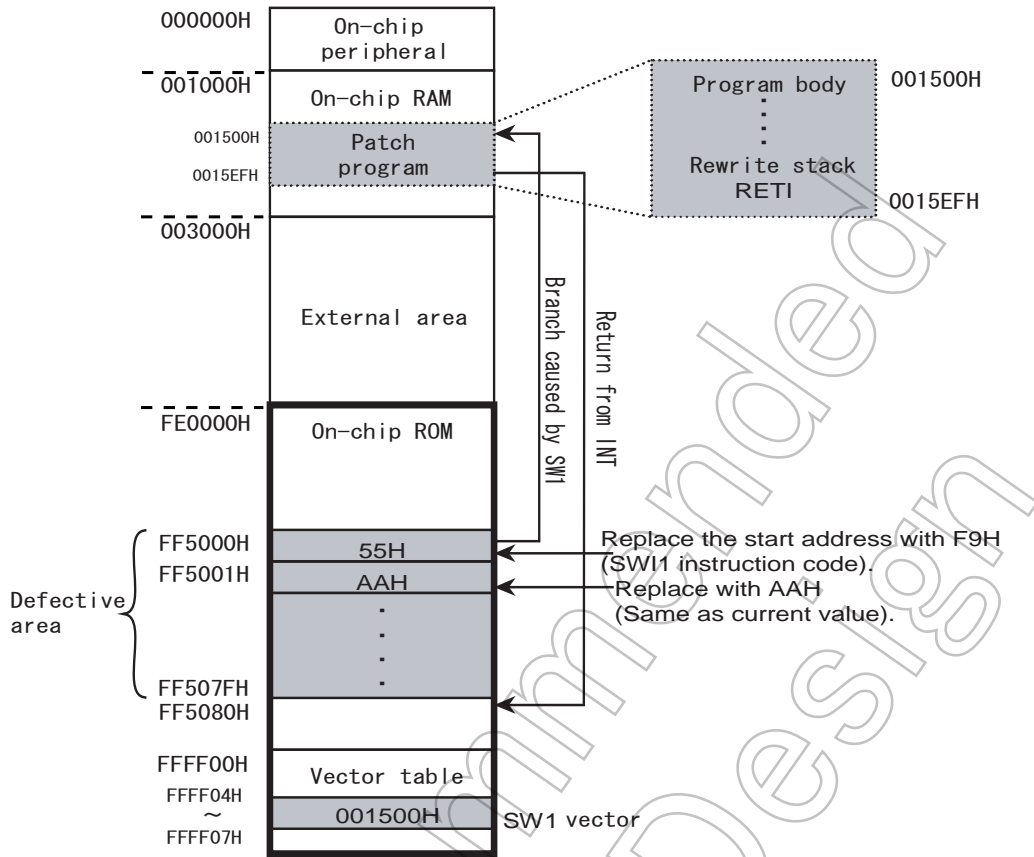 000000H
On-chip
peripheral
001000H
On-chip RAM
001500H
Patch
program
0015EFH
Program body
Rewrite stack
RETI
001500H
0015EFH
003000H
External area
Branch caused by SW1
Return from INT
FE0000H
On-chip ROM
FF5000H
55H
Replace the start address with F9H
(SWI1 instruction code).
FF5001H
AAH
Replace with AAH
(Same as current value).
Defective
area
FF507FH
FF5080H
FFFF00H
Vector table
FFFF04H
~
FFFF07H
001500H
SW1 vector
mmended
Design